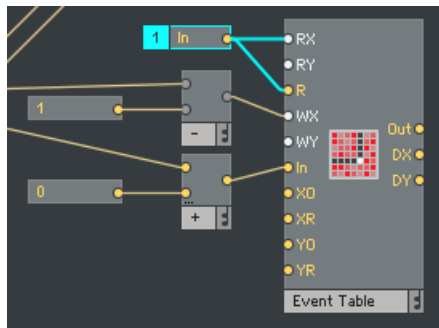 1 In
1
-
0
...
+
RX
RY
R
WX
WY
In
XO
XR
YO
YR
Out
DX
DY
Event Table